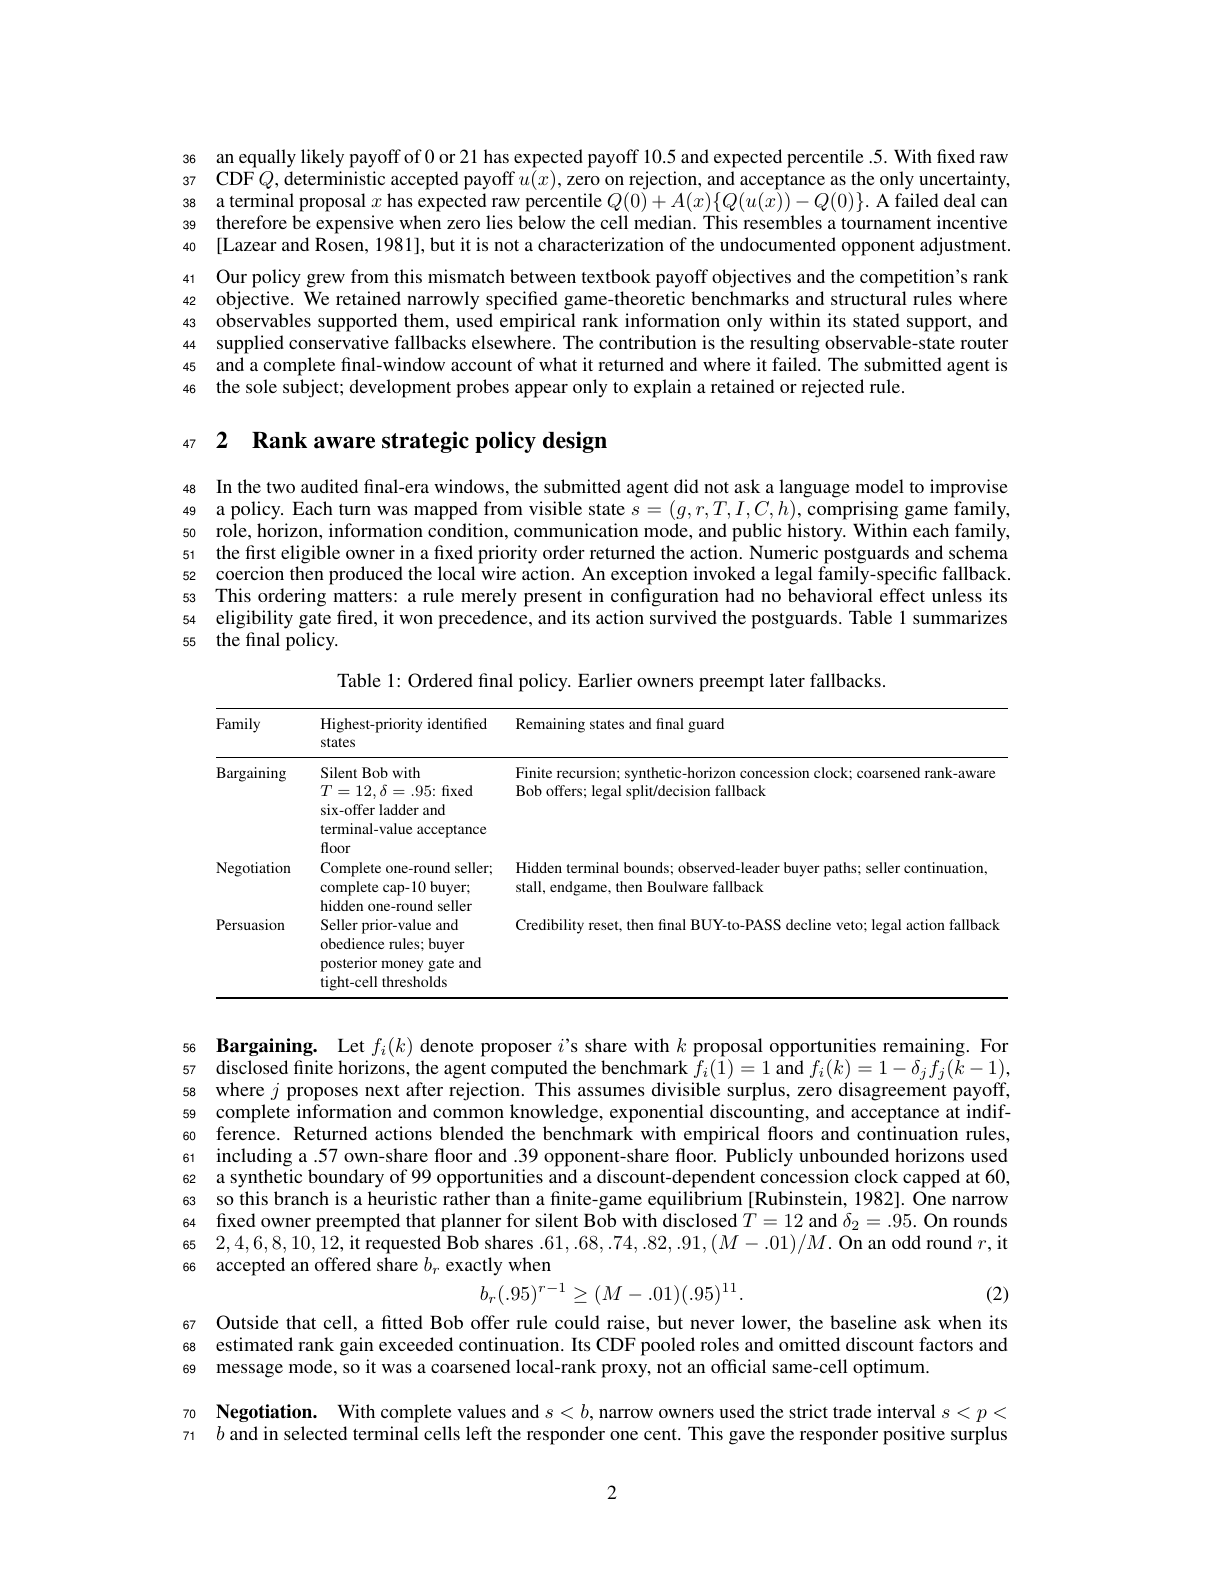 36 an equally likely payoff of 0 or 21 has expected payoff 10.5 and expected percentile .5. With fixed raw
37 CDF Q, deterministic accepted payoff u(x), zero on rejection, and acceptance as the only uncertainty,
38 a terminal proposal x has expected raw percentile Q(0) + A(x){Q(u(x)) − Q(0)}. A failed deal can
39 therefore be expensive when zero lies below the cell median. This resembles a tournament incentive
40 [Lazear and Rosen, 1981], but it is not a characterization of the undocumented opponent adjustment.
41 Our policy grew from this mismatch between textbook payoff objectives and the competition's rank
42 objective. We retained narrowly specified game-theoretic benchmarks and structural rules where
43 observables supported them, used empirical rank information only within its stated support, and
44 supplied conservative fallbacks elsewhere. The contribution is the resulting observable-state router
45 and a complete final-window account of what it returned and where it failed. The submitted agent is
46 the sole subject; development probes appear only to explain a retained or rejected rule.
47 2 Rank aware strategic policy design
48 In the two audited final-era windows, the submitted agent did not ask a language model to improvise
49 a policy. Each turn was mapped from visible state s = (g, r, T, I, C, h), comprising game family,
50 role, horizon, information condition, communication mode, and public history. Within each family,
51 the first eligible owner in a fixed priority order returned the action. Numeric postguards and schema
52 coercion then produced the local wire action. An exception invoked a legal family-specific fallback.
53 This ordering matters: a rule merely present in configuration had no behavioral effect unless its
54 eligibility gate fired, it won precedence, and its action survived the postguards. Table 1 summarizes
55 the final policy.
Table 1: Ordered final policy. Earlier owners preempt later fallbacks.
Family Highest-priority identified Remaining states and final guard
states
Bargaining Silent Bob with Finite recursion; synthetic-horizon concession clock; coarsened rank-aware
T = 12, δ = .95: fixed Bob offers; legal split/decision fallback
six-offer ladder and
terminal-value acceptance
floor
Negotiation Complete one-round seller; Hidden terminal bounds; observed-leader buyer paths; seller continuation,
complete cap-10 buyer; stall, endgame, then Boulware fallback
hidden one-round seller
Persuasion Seller prior-value and Credibility reset, then final BUY-to-PASS decline veto; legal action fallback
obedience rules; buyer
posterior money gate and
tight-cell thresholds
56 Bargaining. Let fᵢ(k) denote proposer i's share with k proposal opportunities remaining. For
57 disclosed finite horizons, the agent computed the benchmark fᵢ(1) = 1 and fᵢ(k) = 1 − δⱼfⱼ(k − 1),
58 where j proposes next after rejection. This assumes divisible surplus, zero disagreement payoff,
59 complete information and common knowledge, exponential discounting, and acceptance at indif-
60 ference. Returned actions blended the benchmark with empirical floors and continuation rules,
61 including a .57 own-share floor and .39 opponent-share floor. Publicly unbounded horizons used
62 a synthetic boundary of 99 opportunities and a discount-dependent concession clock capped at 60,
63 so this branch is a heuristic rather than a finite-game equilibrium [Rubinstein, 1982]. One narrow
64 fixed owner preempted that planner for silent Bob with disclosed T = 12 and δ₂ = .95. On rounds
65 2, 4, 6, 8, 10, 12, it requested Bob shares .61, .68, .74, .82, .91, (M − .01)/M. On an odd round r, it
66 accepted an offered share bᵣ exactly when
bᵣ(.95)ʳ⁻¹ ≥ (M − .01)(.95)¹¹. (2)
67 Outside that cell, a fitted Bob offer rule could raise, but never lower, the baseline ask when its
68 estimated rank gain exceeded continuation. Its CDF pooled roles and omitted discount factors and
69 message mode, so it was a coarsened local-rank proxy, not an official same-cell optimum.
70 Negotiation. With complete values and s < b, narrow owners used the strict trade interval s < p <
71 b and in selected terminal cells left the responder one cent. This gave the responder positive surplus
2